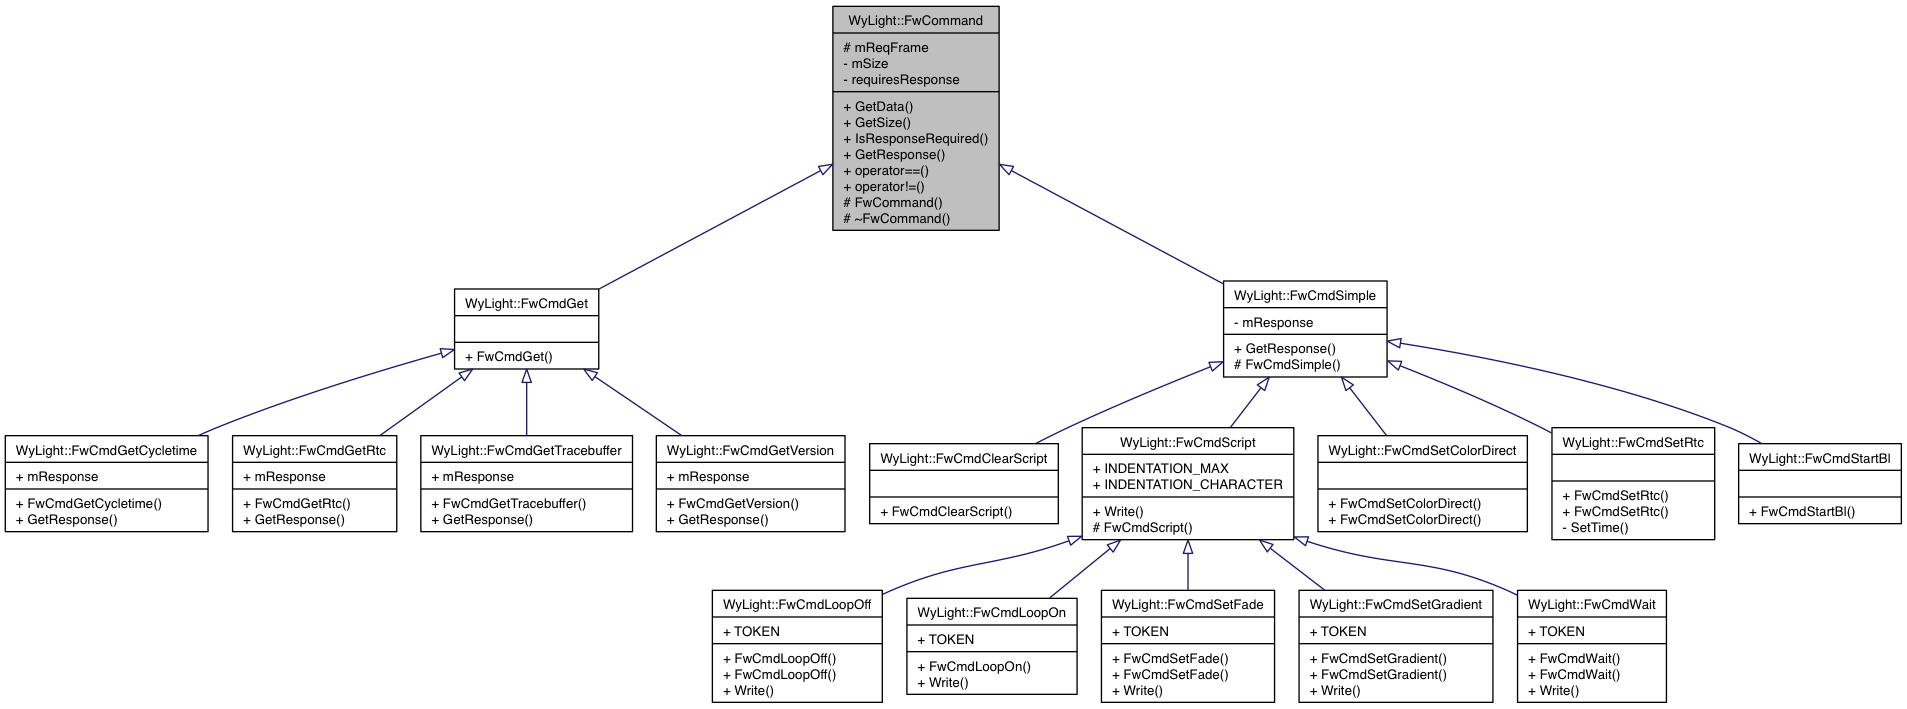 WyLight::FwCommand
# mReqFrame
- mSize
- requiresResponse
+ GetData()
+ GetSize()
+ IsResponseRequired()
+ GetResponse()
+ operator==()
+ operator!=()
# FwCommand()
# ~FwCommand()
WyLight::FwCmdGet
+ FwCmdGet()
WyLight::FwCmdSimple
- mResponse
+ GetResponse()
# FwCmdSimple()
WyLight::FwCmdGetCycletime
+ mResponse
+ FwCmdGetCycletime()
+ GetResponse()
WyLight::FwCmdGetRtc
+ mResponse
+ FwCmdGetRtc()
+ GetResponse()
WyLight::FwCmdGetTracebuffer
+ mResponse
+ FwCmdGetTracebuffer()
+ GetResponse()
WyLight::FwCmdGetVersion
+ mResponse
+ FwCmdGetVersion()
+ GetResponse()
WyLight::FwCmdClearScript
+ FwCmdClearScript()
WyLight::FwCmdScript
+ INDENTATION_MAX
+ INDENTATION_CHARACTER
+ Write()
# FwCmdScript()
WyLight::FwCmdSetColorDirect
+ FwCmdSetColorDirect()
+ FwCmdSetColorDirect()
WyLight::FwCmdSetRtc
+ FwCmdSetRtc()
+ FwCmdSetRtc()
- SetTime()
WyLight::FwCmdStartBl
+ FwCmdStartBl()
WyLight::FwCmdLoopOff
+ TOKEN
+ FwCmdLoopOff()
+ FwCmdLoopOff()
+ Write()
WyLight::FwCmdLoopOn
+ TOKEN
+ FwCmdLoopOn()
+ Write()
WyLight::FwCmdSetFade
+ TOKEN
+ FwCmdSetFade()
+ FwCmdSetFade()
+ Write()
WyLight::FwCmdSetGradient
+ TOKEN
+ FwCmdSetGradient()
+ FwCmdSetGradient()
+ Write()
WyLight::FwCmdWait
+ TOKEN
+ FwCmdWait()
+ FwCmdWait()
+ Write()